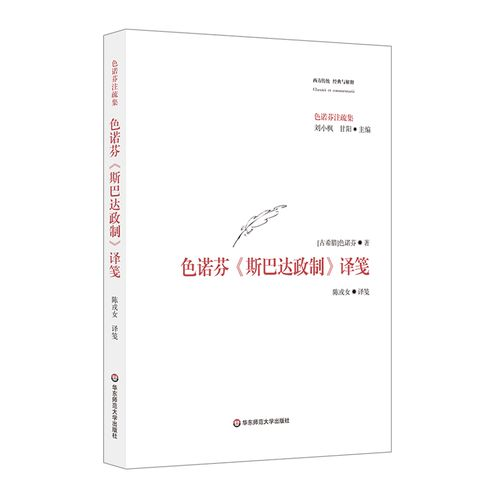 色诺芬注疏集
色诺芬《斯巴达政制》译笺
陈戎女 译笺
华东师范大学出版社
西方传统 经典与解释
Classici et commentarii
色诺芬注疏集
刘小枫 甘阳●主编
[古希腊]色诺芬●著
色诺芬《斯巴达政制》译笺
陈戎女●译笺
华东师范大学出版社